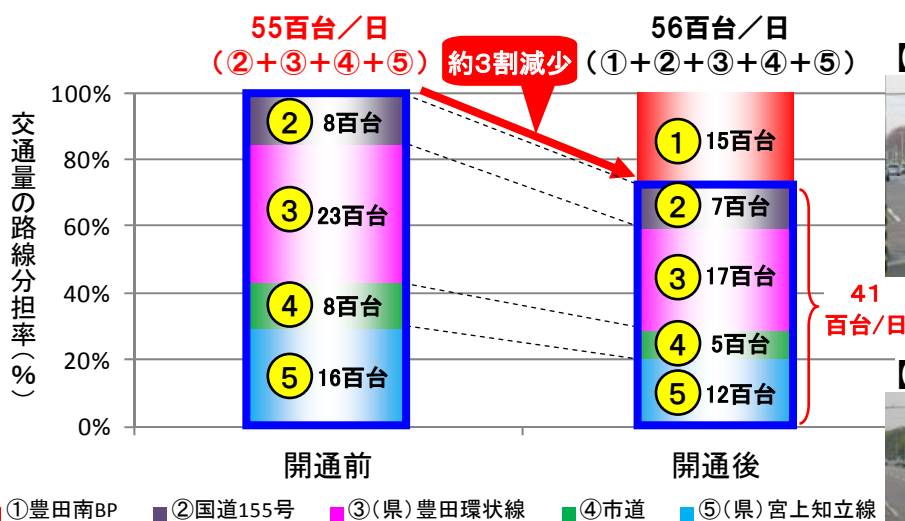 55百台/日
(②+③+④+⑤)
約3割減少
56百台/日
(①+②+③+④+⑤)
【
交通量の路線分担率(%)
100%
80%
60%
40%
20%
0%
② 8百台
③ 23百台
④ 8百台
⑤ 16百台
① 15百台
② 7百台
③ 17百台
④ 5百台
⑤ 12百台
41
百台/日
【
開通前
開通後
①豊田南BP ②国道155号 ③(県)豊田環状線 ④市道 ⑤(県)宮上知立線